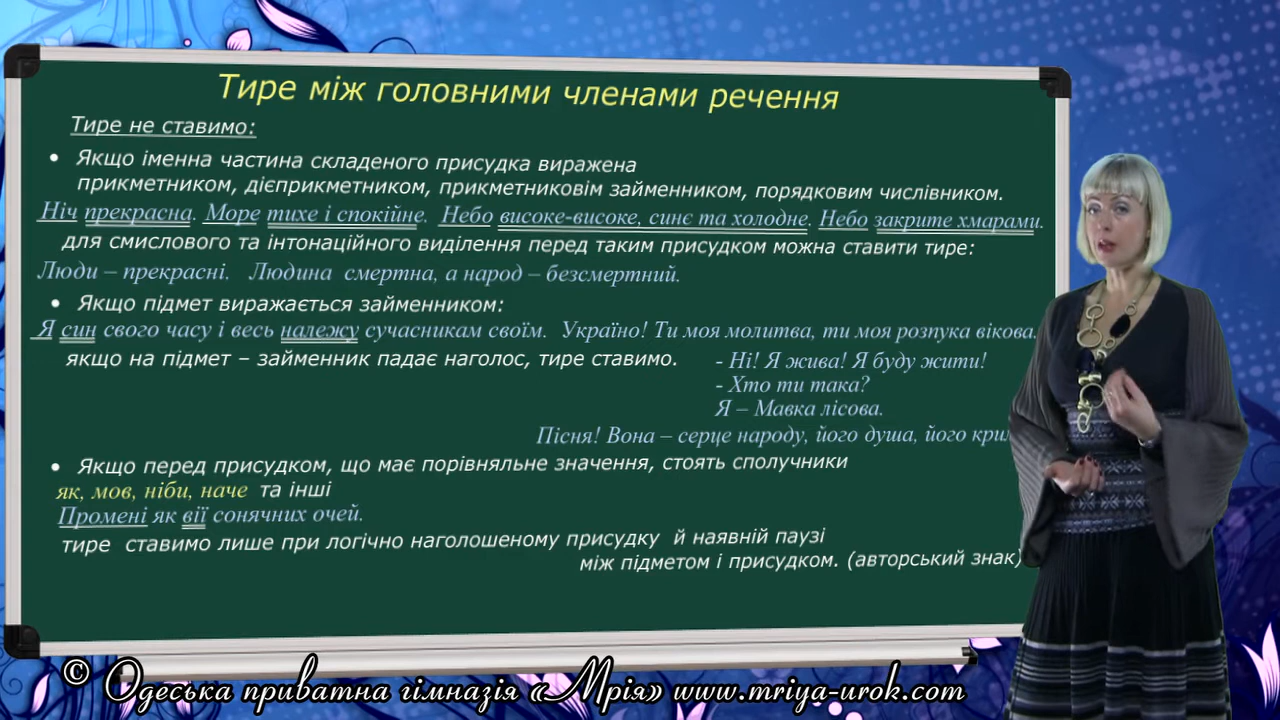 Тире між головними членами речення
Тире не ставимо:
• Якщо іменна частина складеного присудка виражена
прикметником, дієприкметником, прикметниковім займенником, порядковим числівником.
Ніч прекрасна. Море тихе і спокійне. Небо високе-високе, синє та холодне. Небо закрите хмарами.
для смислового та інтонаційного виділення перед таким присудком можна ставити тире:
Люди – прекрасні. Людина смертна, а народ – безсмертний.
• Якщо підмет виражається займенником:
Я син свого часу і весь належу сучасникам своїм. Україно! Ти моя молитва, ти моя розпука вікова.
якщо на підмет – займенник падає наголос, тире ставимо.
- Ні! Я жива! Я буду жити!
- Хто ти така?
Я – Мавка лісова.
Пісня! Вона – серце народу, його душа, його
• Якщо перед присудком, що має порівняльне значення, стоять сполучники
як, мов, ніби, наче та інші
Промені як вії сонячних очей.
тире ставимо лише при логічно наголошеному присудку й наявній паузі
між підметом і присудком. (авторський знак)
© Одеська приватна гімназія «Мрія» www.mriya-urok.com